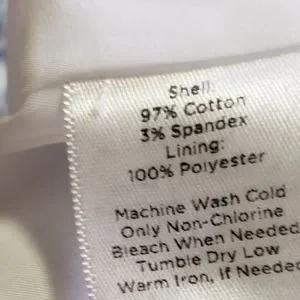 Shell:
97% Cotton
3% Spandex
Lining:
100% Polyester
Machine Wash Cold
Only Non-Chlorine
Bleach When Needed
Tumble Dry Low
Warm Iron, if Needed